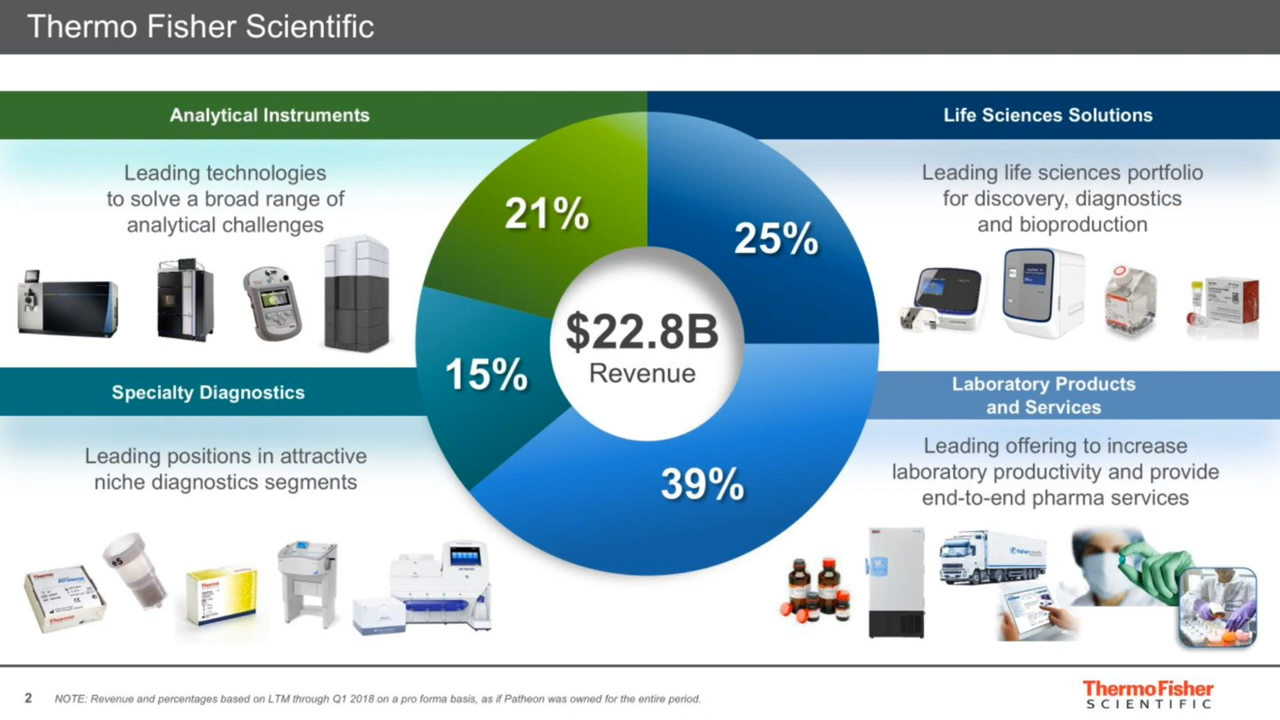 Thermo Fisher Scientific
Analytical Instruments
Leading technologies
to solve a broad range of
analytical challenges
Life Sciences Solutions
Leading life sciences portfolio
for discovery, diagnostics
and bioproduction
21%
25%
$22.8B
Revenue
15%
39%
Specialty Diagnostics
Leading positions in attractive
niche diagnostics segments
Laboratory Products
and Services
Leading offering to increase
laboratory productivity and provide
end-to-end pharma services
2
NOTE: Revenue and percentages based on LTM through Q1 2018 on a pro forma basis, as if Patheon was owned for the entire period.
ThermoFisher
SCIENTIFIC